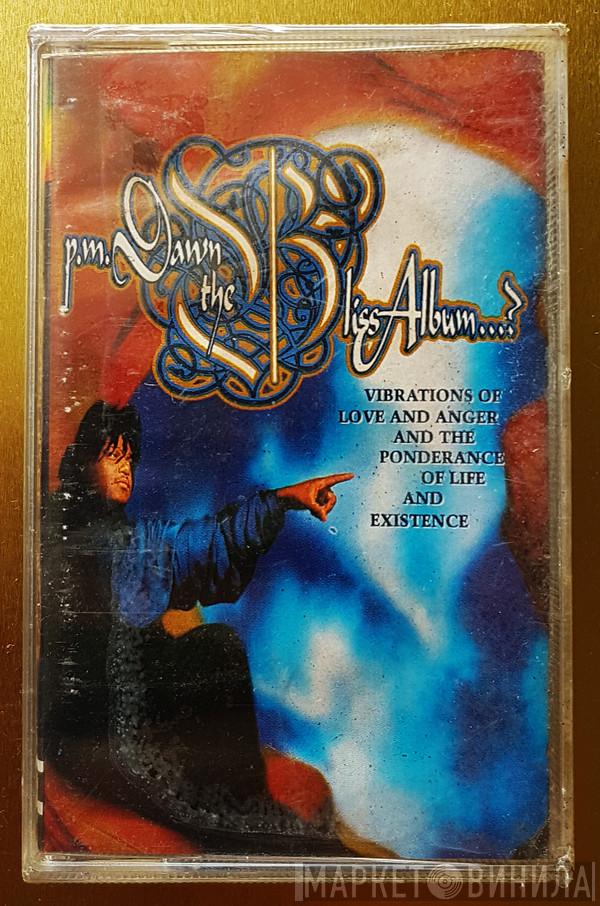 p.m. Dawn
the
Bliss Album...?
VIBRATIONS OF
LOVE AND ANGER
AND THE
PONDERANCE
OF LIFE
AND
EXISTENCE
МАРКЕТ ВИНИЛА